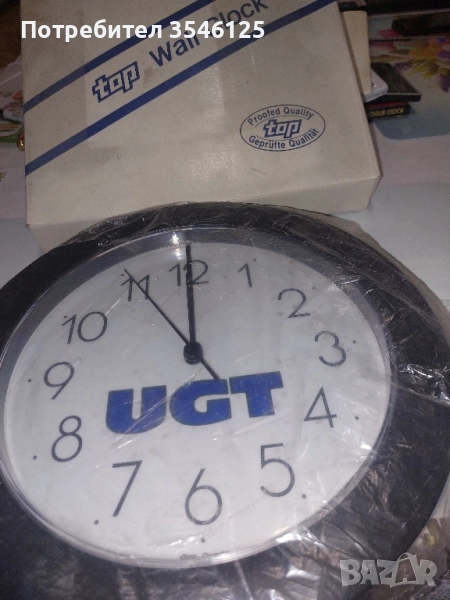 Потребител 3546125
top Wall Clock
Proofed Quality
top
Geprüfte Qualität
12
1
2
3
4
5
6
7
8
9
10
11
UGT
BAZAR